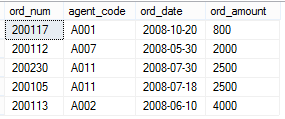 ord_num agent_code ord_date ord_amount
200117 A001 2008-10-20 800
200112 A007 2008-05-30 2000
200230 A011 2008-07-30 2500
200105 A011 2008-07-18 2500
200113 A002 2008-06-10 4000